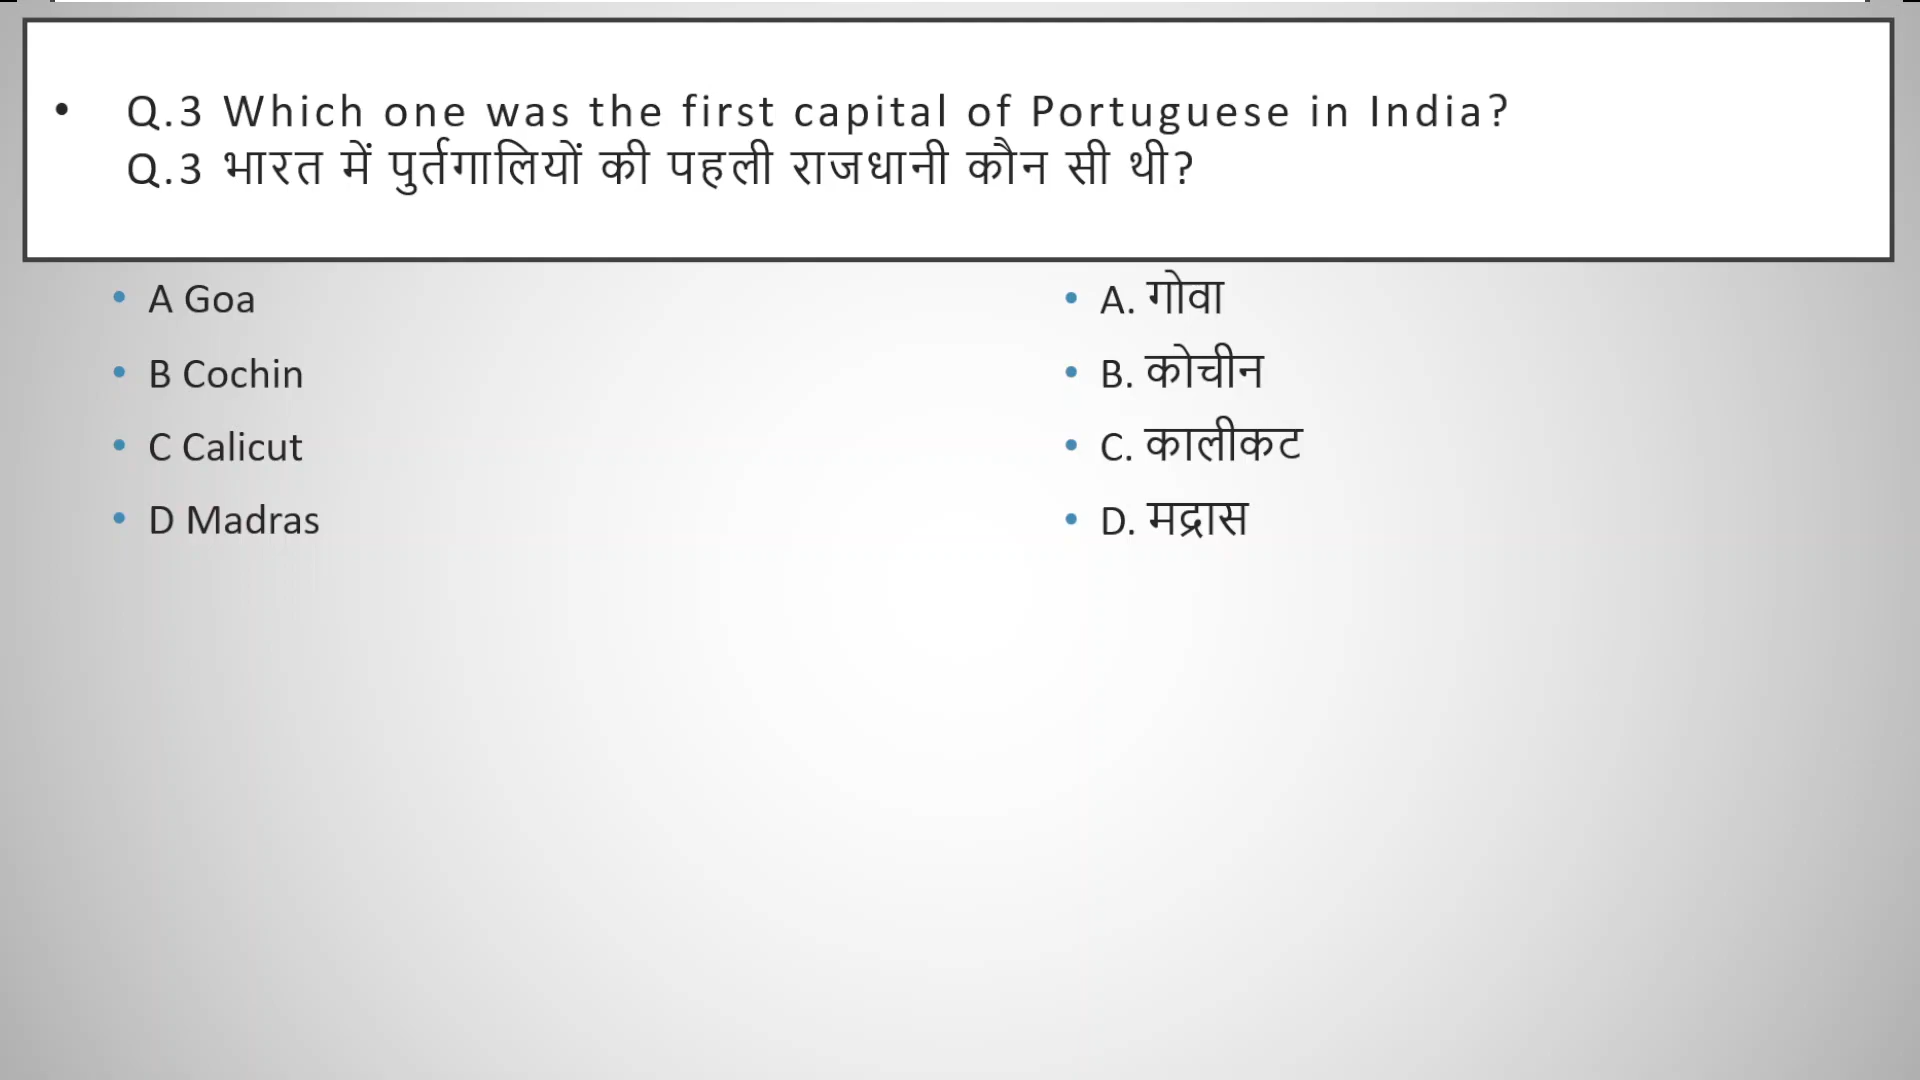 • Q.3 Which one was the first capital of Portuguese in India?
Q.3 भारत में पुर्तगालियों की पहली राजधानी कौन सी थी?
• A Goa
• B Cochin
• C Calicut
• D Madras
• A. गोवा
• B. कोचीन
• C. कालीकट
• D. मद्रास